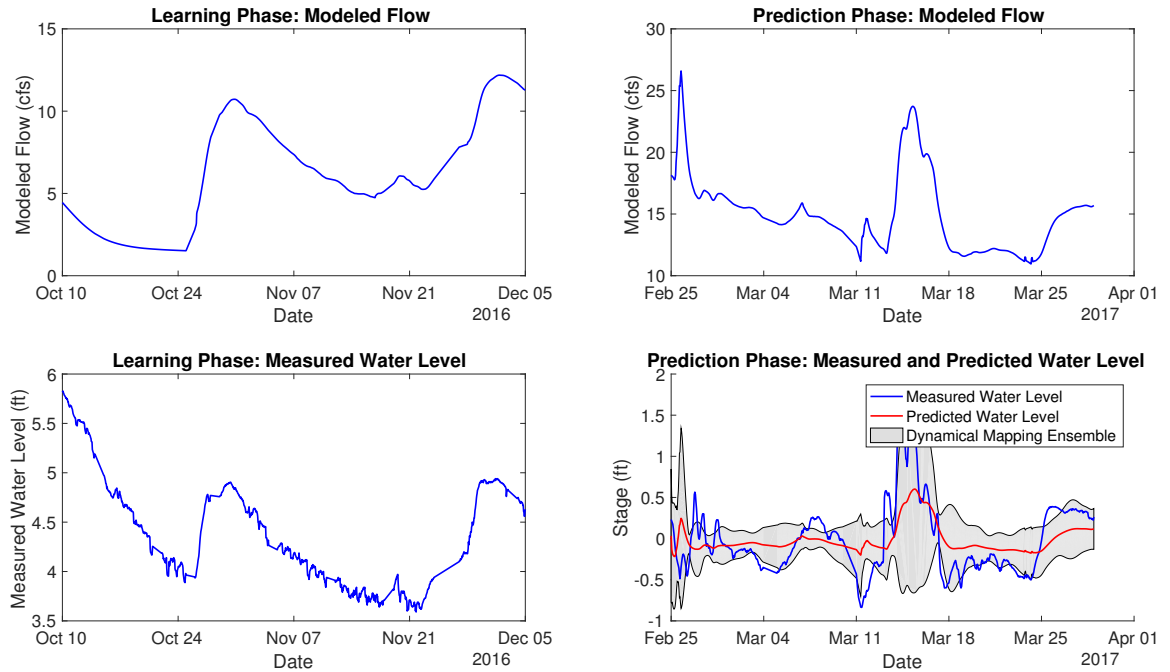 Learning Phase: Modeled Flow
15
10
5
0
Modeled Flow (cfs)
Oct 10 Oct 24 Nov 07 Nov 21 Dec 05
Date
2016
Prediction Phase: Modeled Flow
30
25
20
15
10
Modeled Flow (cfs)
Feb 25 Mar 04 Mar 11 Mar 18 Mar 25 Apr 01
Date
2017
Learning Phase: Measured Water Level
6
5.5
5
4.5
4
3.5
Measured Water Level (ft)
Oct 10 Oct 24 Nov 07 Nov 21 Dec 05
Date
2016
Prediction Phase: Measured and Predicted Water Level
2
1.5
1
0.5
0
-0.5
-1
Stage (ft)
Measured Water Level
Predicted Water Level
Dynamical Mapping Ensemble
Feb 25 Mar 04 Mar 11 Mar 18 Mar 25 Apr 01
Date
2017